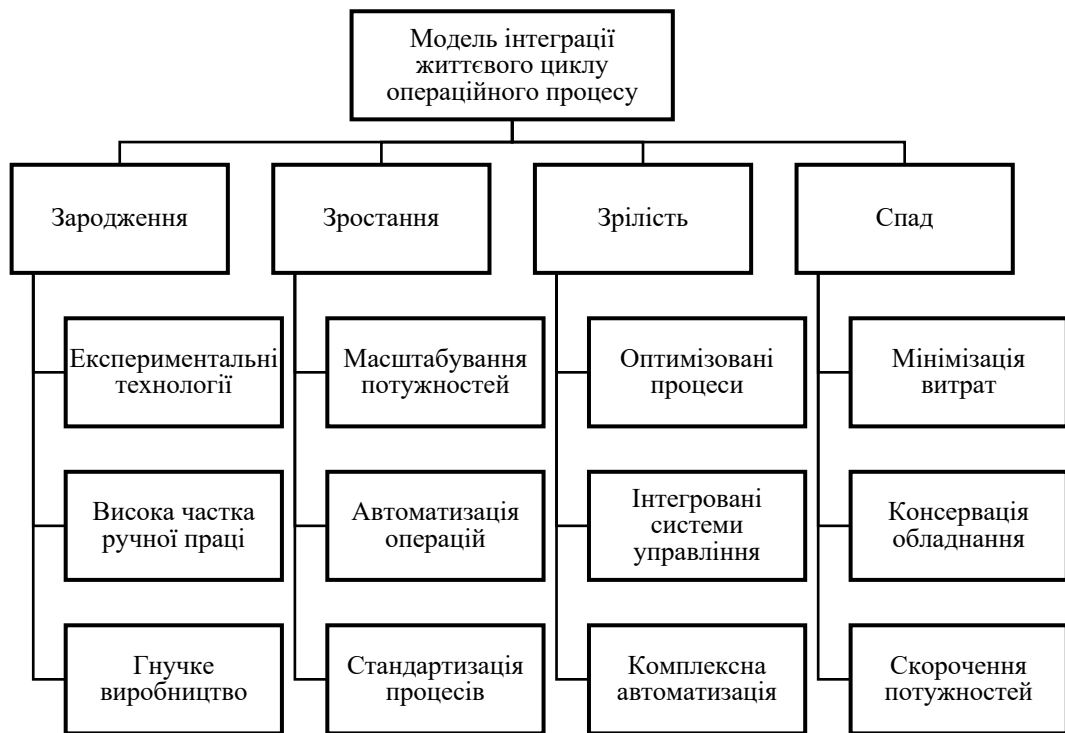 Модель інтеграції
життєвого циклу
операційного процесу
Зародження
Зростання
Зрілість
Спад
Експериментальні
технології
Масштабування
потужностей
Оптимізовані
процеси
Мінімізація
витрат
Висока частка
ручної праці
Автоматизація
операцій
Інтегровані
системи
управління
Консервація
обладнання
Гнучке
виробництво
Стандартизація
процесів
Комплексна
автоматизація
Скорочення
потужностей